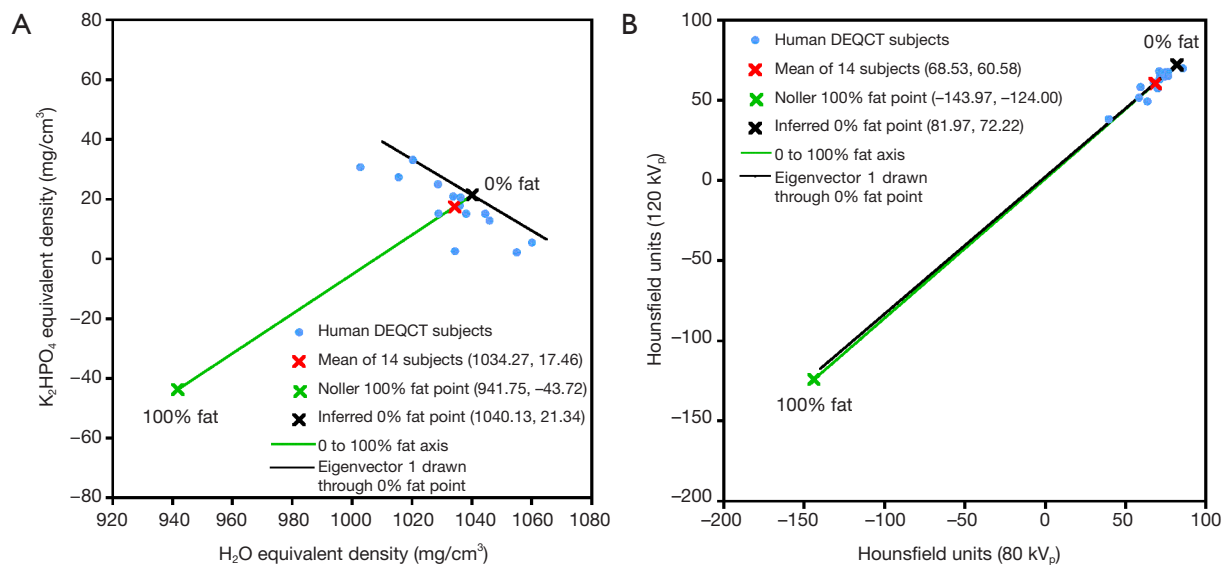 A
80
60
40
20
0
–20
–40
–60
–80
K₂HPO₄ equivalent density (mg/cm³)
0% fat
100% fat
Human DEQCT subjects
Mean of 14 subjects (1034.27, 17.46)
Noller 100% fat point (941.75, –43.72)
Inferred 0% fat point (1040.13, 21.34)
0 to 100% fat axis
Eigenvector 1 drawn
through 0% fat point
920 940 960 980 1000 1020 1040 1060 1080
H₂O equivalent density (mg/cm³)
B
100
50
0
–50
–100
–150
–200
Hounsfield units (120 kVₚ)
0% fat
Human DEQCT subjects
Mean of 14 subjects (68.53, 60.58)
Noller 100% fat point (–143.97, –124.00)
Inferred 0% fat point (81.97, 72.22)
0 to 100% fat axis
Eigenvector 1 drawn
through 0% fat point
100% fat
–200 –150 –100 –50 0 50 100
Hounsfield units (80 kVₚ)